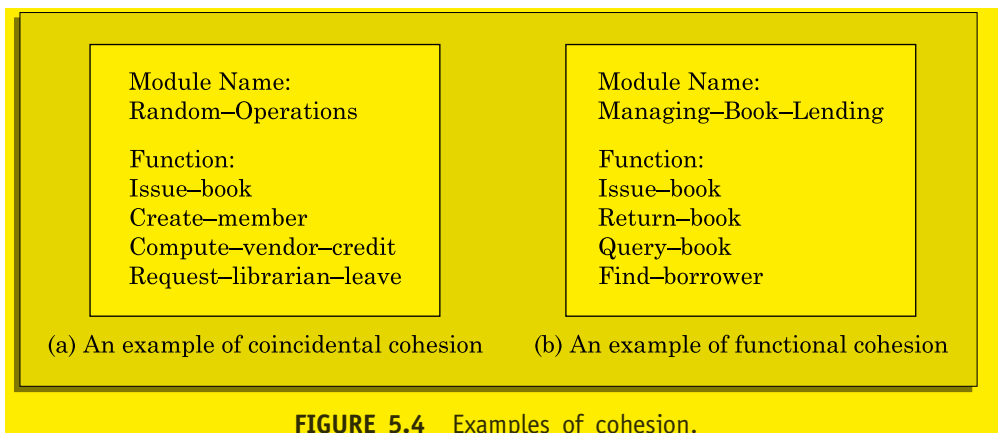 Module Name:
Random–Operations
Function:
Issue–book
Create–member
Compute–vendor–credit
Request–librarian–leave
(a) An example of coincidental cohesion
Module Name:
Managing–Book–Lending
Function:
Issue–book
Return–book
Query–book
Find–borrower
(b) An example of functional cohesion
FIGURE 5.4 Examples of cohesion.